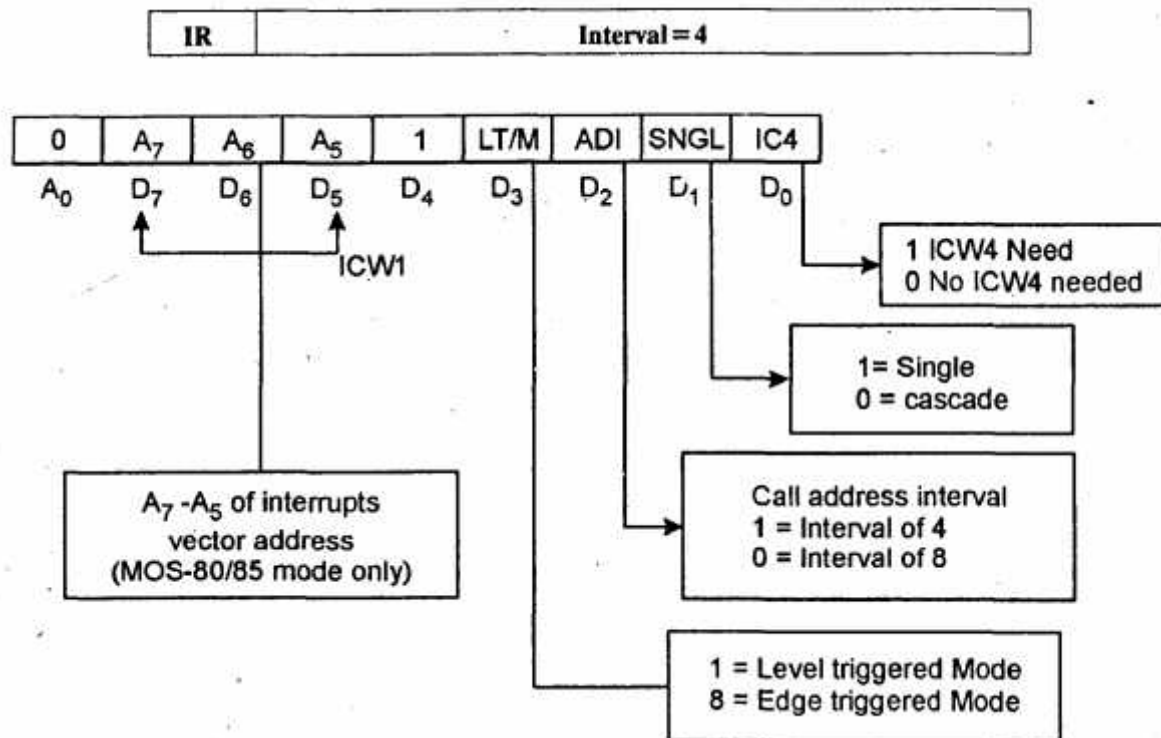 IR Interval = 4
0 A7 A6 A5 1 LT/M ADI SNGL IC4
A0 D7 D6 D5 D4 D3 D2 D1 D0
ICW1
1 ICW4 Need
0 No ICW4 needed
1= Single
0 = cascade
A7 -A5 of interrupts
vector address
(MOS-80/85 mode only)
Call address interval
1 = Interval of 4
0 = Interval of 8
1 = Level triggered Mode
8 = Edge triggered Mode